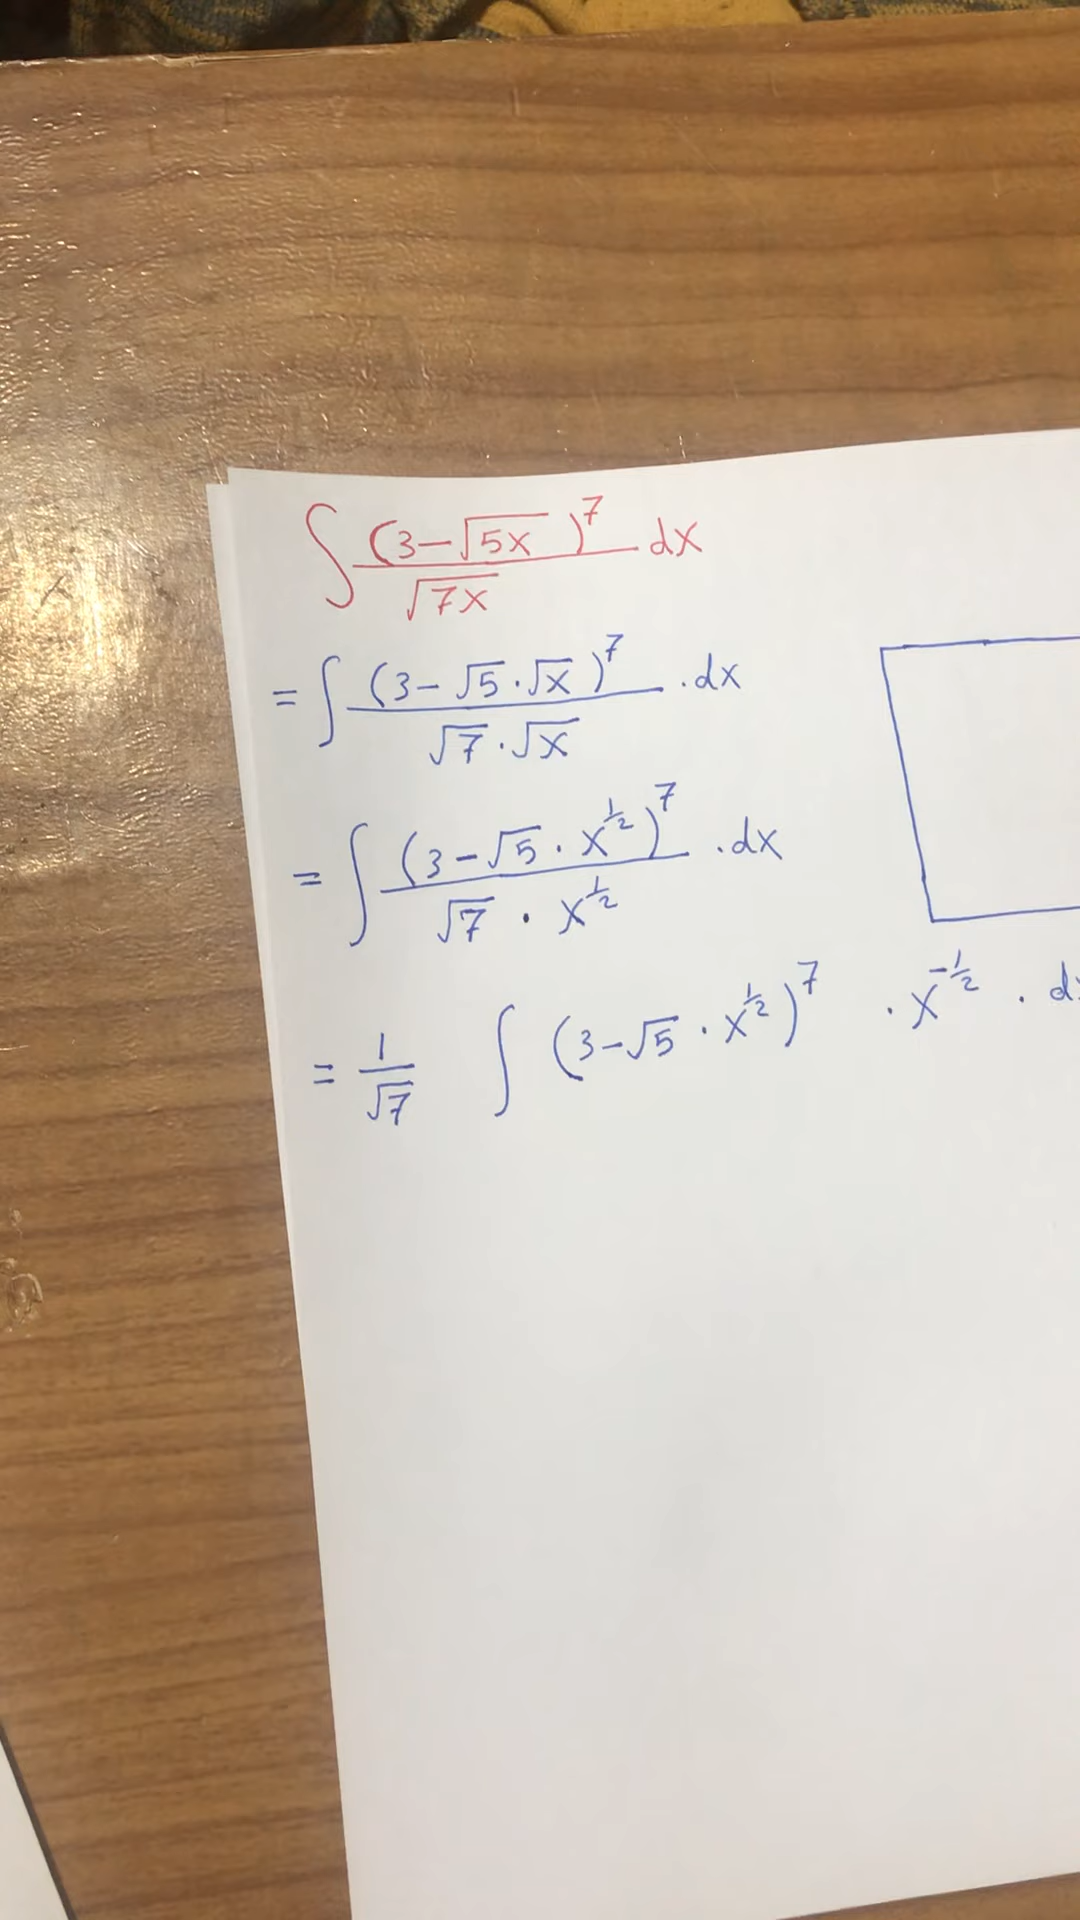 ∫ (3-√5x)⁷ / √7x dx
= ∫ (3-√5·√x)⁷ / √7·√x · dx
= ∫ (3-√5·x^½)⁷ / √7 · x^½ · dx
= 1/√7 ∫ (3-√5·x^½)⁷ · x^-½ · d